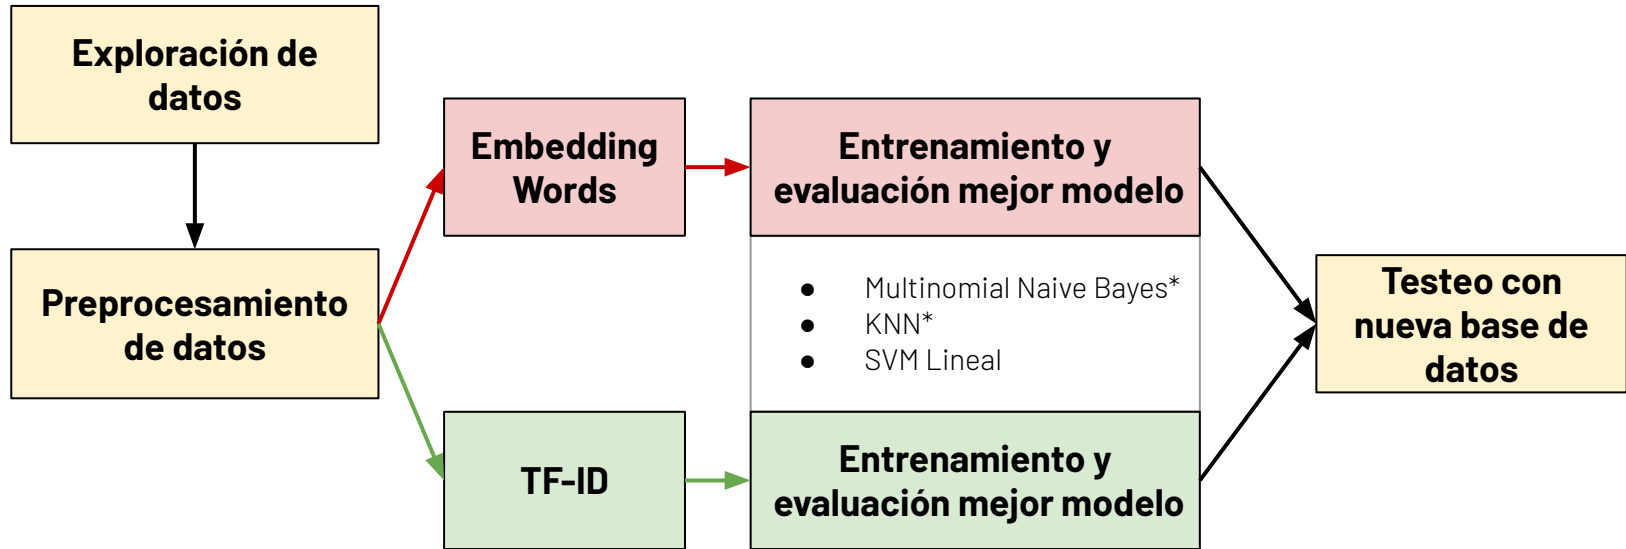 Exploración de
datos
Preprocesamiento
de datos
Embedding
Words
Entrenamiento y
evaluación mejor modelo
● Multinomial Naive Bayes*
● KNN*
● SVM Lineal
TF-ID
Entrenamiento y
evaluación mejor modelo
Testeo con
nueva base de
datos